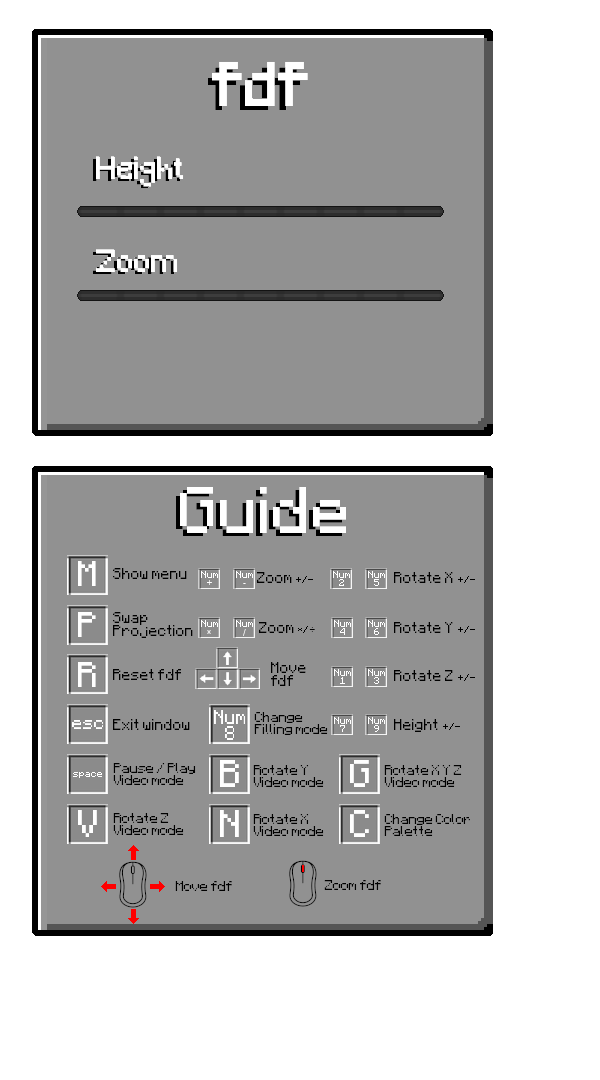 fdf
Height
Zoom
Guide
M Show menu Num + Num - Zoom +/- Num 2 Num 5 Rotate X +/-
P Swap Projection Num * Num / Zoom ×/÷ Num 4 Num 6 Rotate Y +/-
R Reset fdf ↑ ← ↓ → Move fdf Num 1 Num 3 Rotate Z +/-
esc Exit window Num 8 Change Filling mode Num 7 Num 9 Height +/-
space Pause / Play Video mode B Rotate Y Video mode G Rotate X Y Z Video mode
V Rotate Z Video mode N Rotate X Video mode C Change Color Palette
Move fdf Zoom fdf